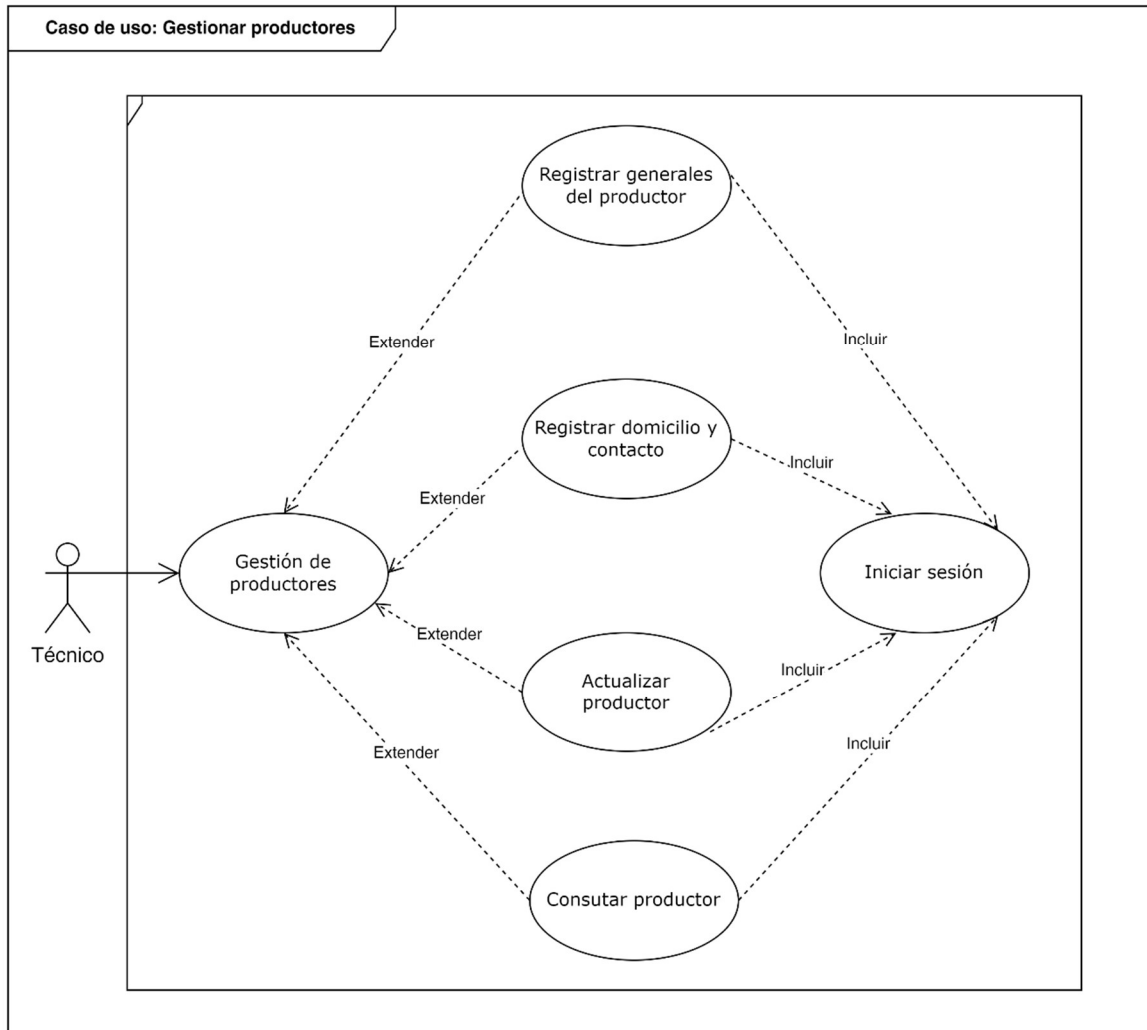 Caso de uso: Gestionar productores
Registrar generales
del productor
Extender
Incluir
Registrar domicilio y
contacto
Incluir
Extender
Gestión de
productores
Iniciar sesión
Técnico
Extender
Actualizar
productor
Incluir
Extender
Incluir
Consutar productor